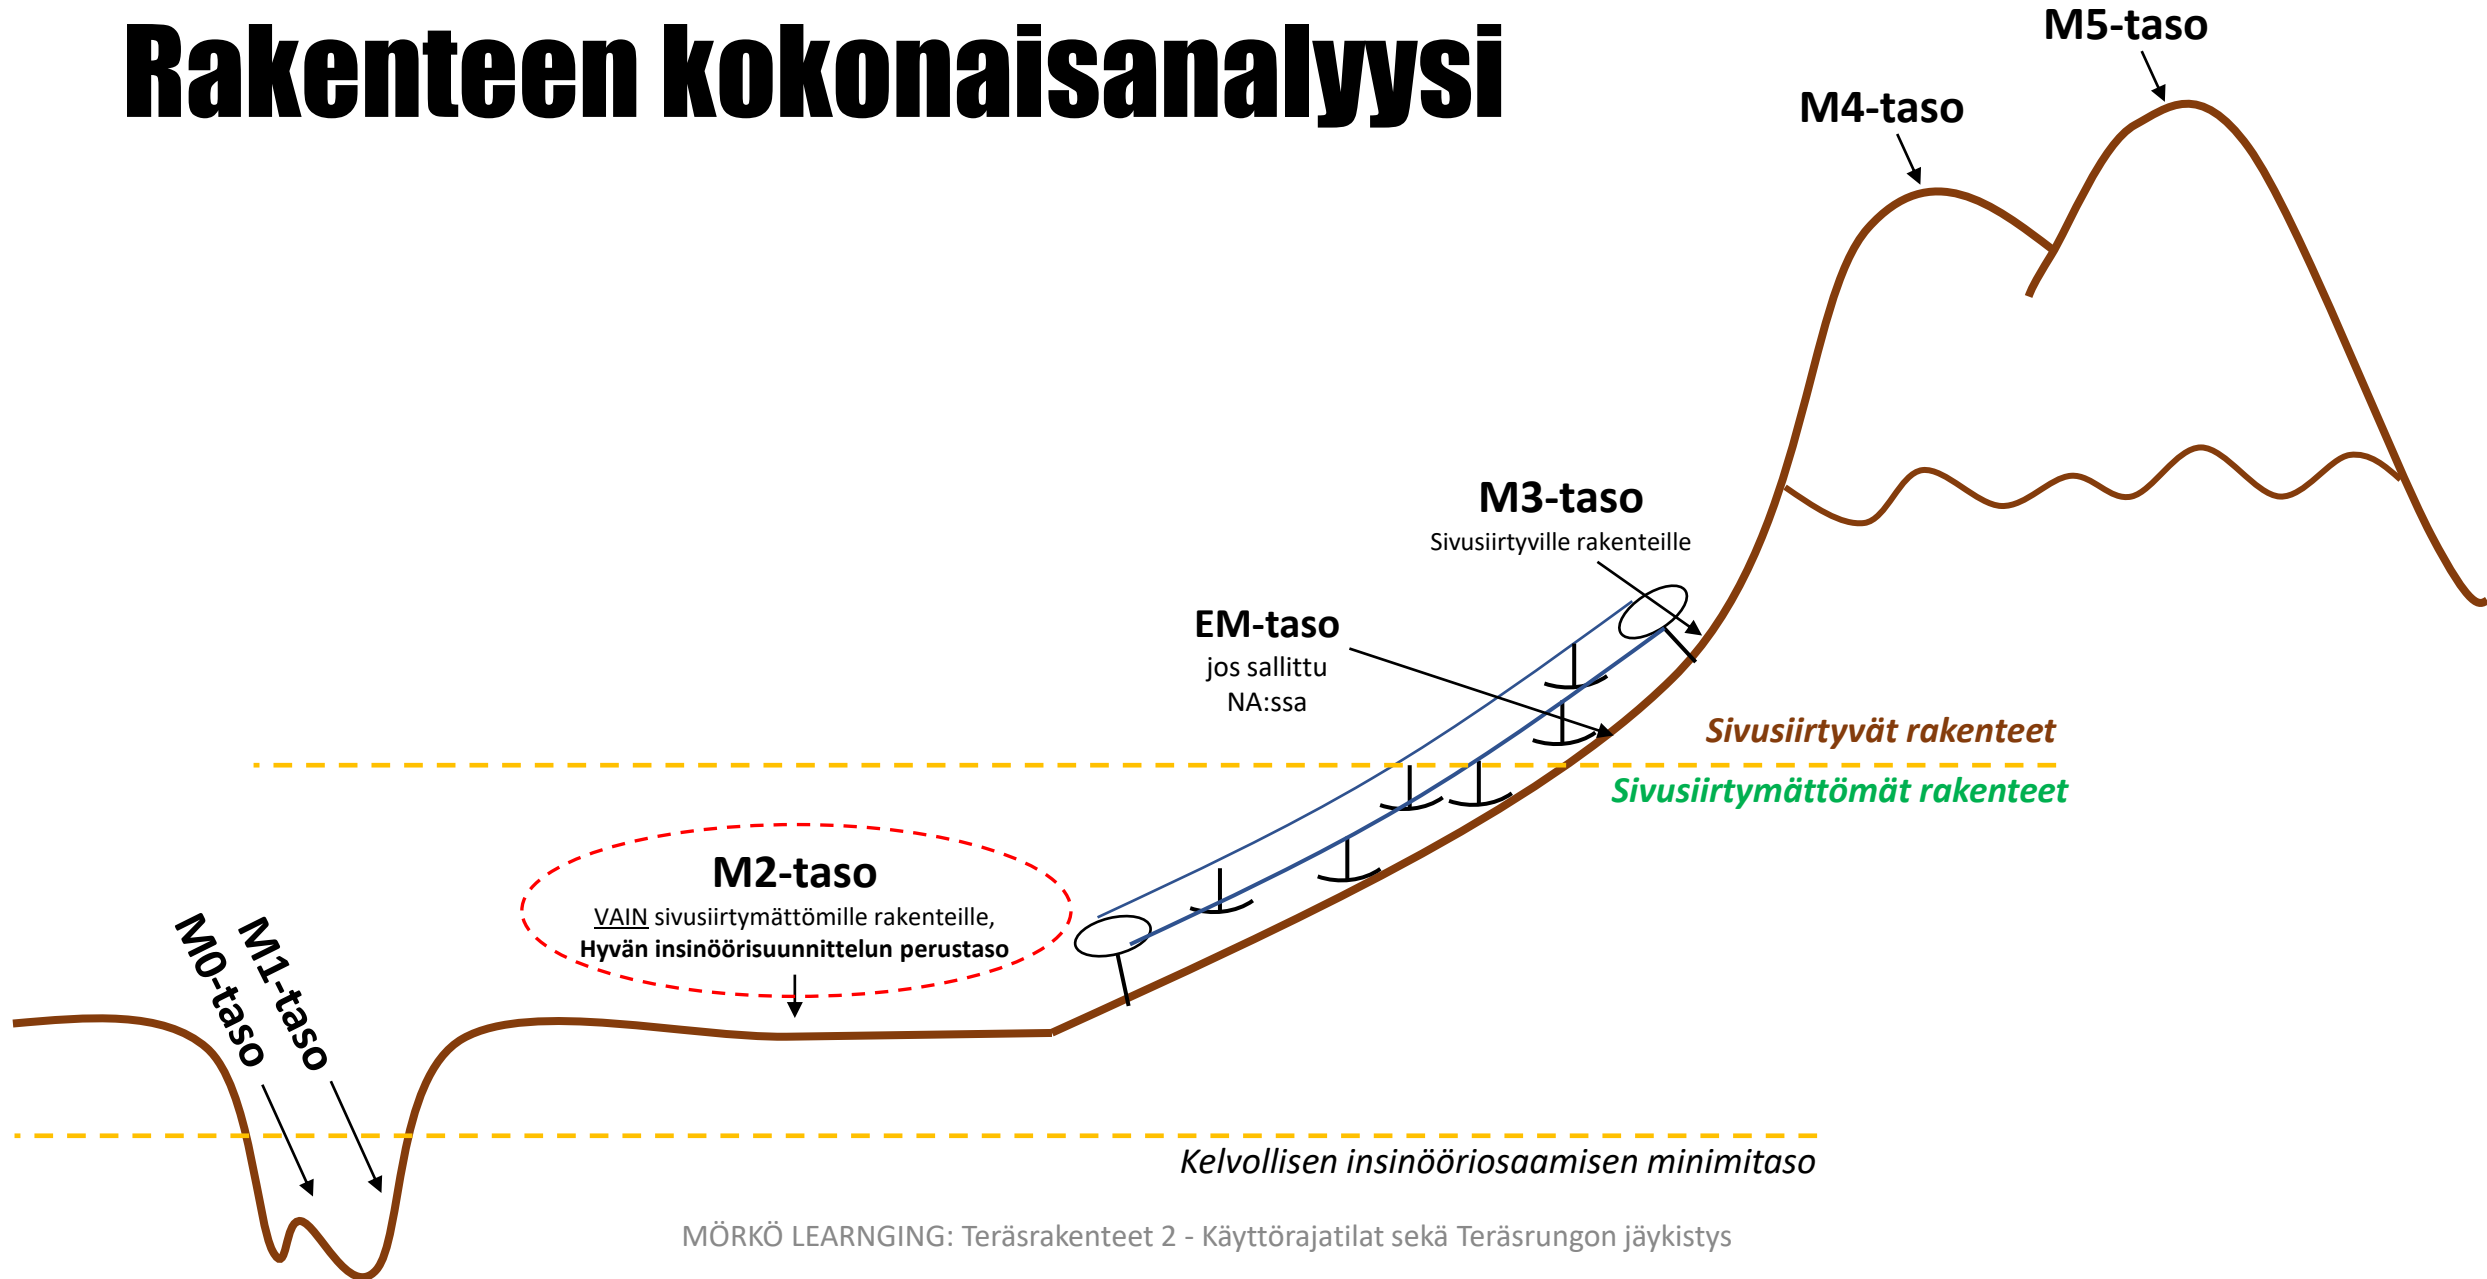 Rakenteen kokonaisanalyysi
M5-taso
M4-taso
M3-taso
Sivusiirtyville rakenteille
EM-taso
jos sallittu
NA:ssa
Sivusiirtyvät rakenteet
Sivusiirtymättömät rakenteet
M2-taso
VAIN sivusiirtymättömille rakenteille,
Hyvän insinöörisuunnittelun perustaso
M0-taso
M1-taso
Kelvollisen insinööriosaamisen minimitaso
MÖRKÖ LEARNGING: Teräsrakenteet 2 - Käyttörajatilat sekä Teräsrungon jäykistys